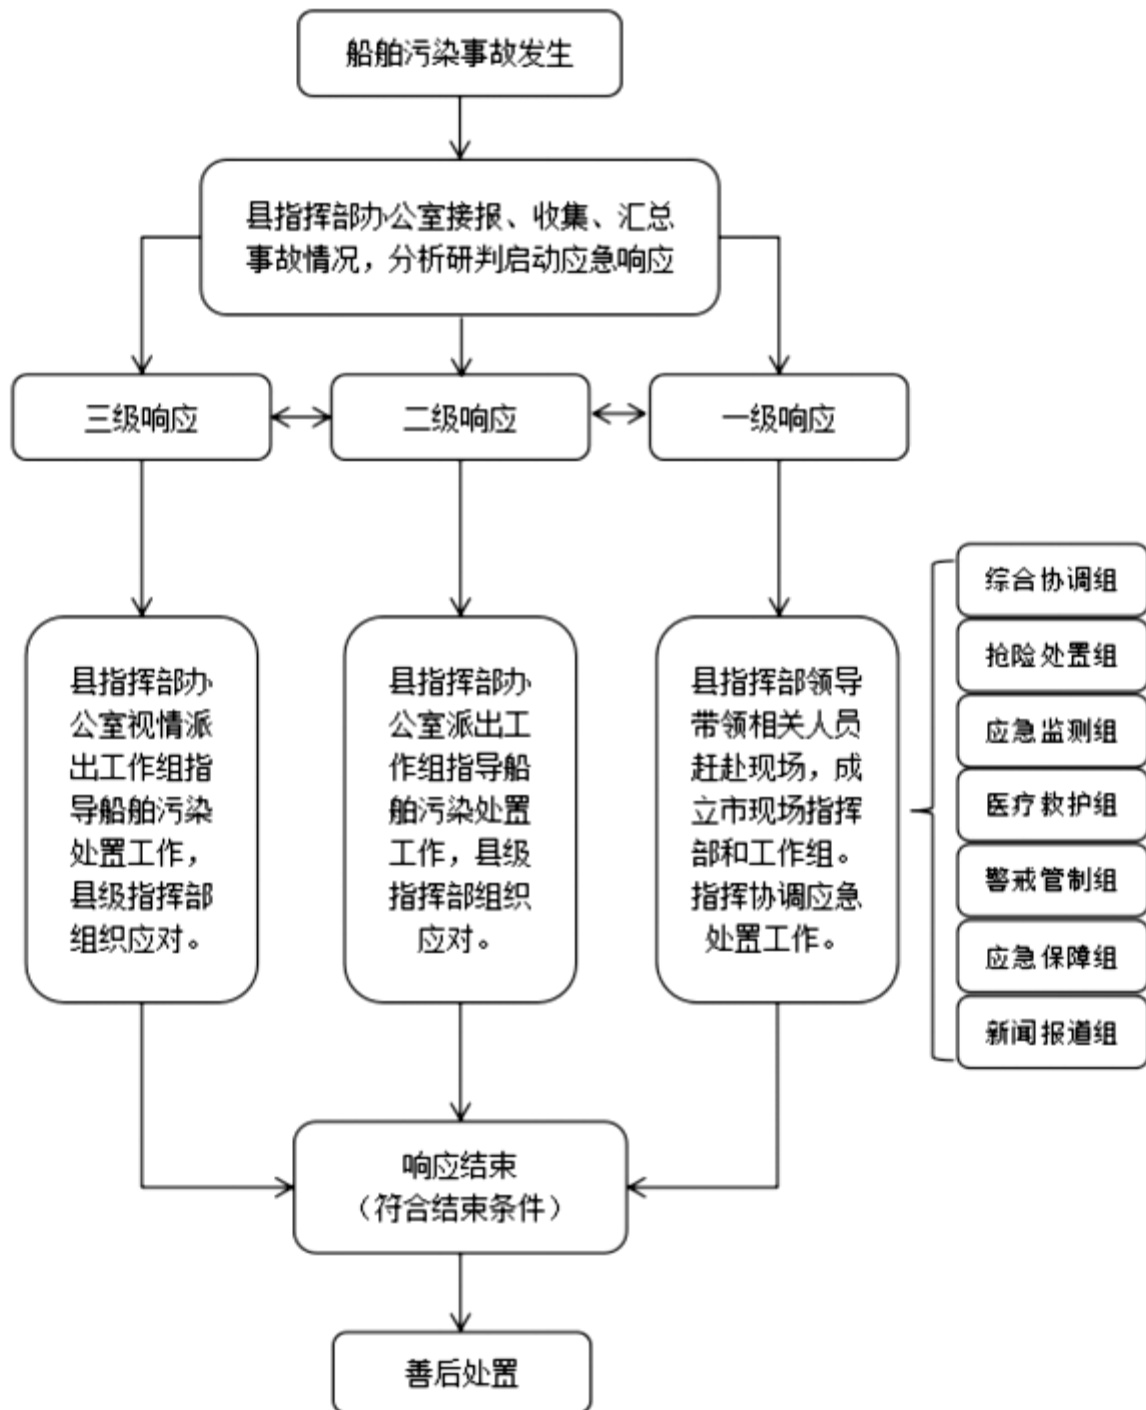 船舶污染事故发生
县指挥部办公室接报、收集、汇总
事故情况，分析研判启动应急响应
三级响应
二级响应
一级响应
县指挥部办
公室视情派
出工作组指
导船舶污染
处置工作，
县级指挥部
组织应对。
县指挥部办
公室派出工
作组指导船
舶污染处置
工作，县级
指挥部组织
应对。
县指挥部领导
带领相关人员
赶赴现场，成
立市现场指挥
部和工作组。
指挥协调应急
处置工作。
综合协调组
抢险处置组
应急监测组
医疗救护组
警戒管制组
应急保障组
新闻报道组
响应结束
（符合结束条件）
善后处置